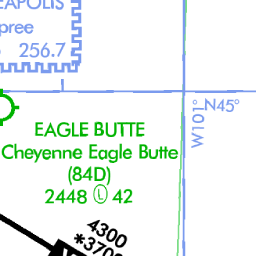 EAPOLIS
pree
256.7
N45°
W101°
EAGLE BUTTE
Cheyenne Eagle Butte
(84D)
2448 Ⓛ 42
4300
*3700